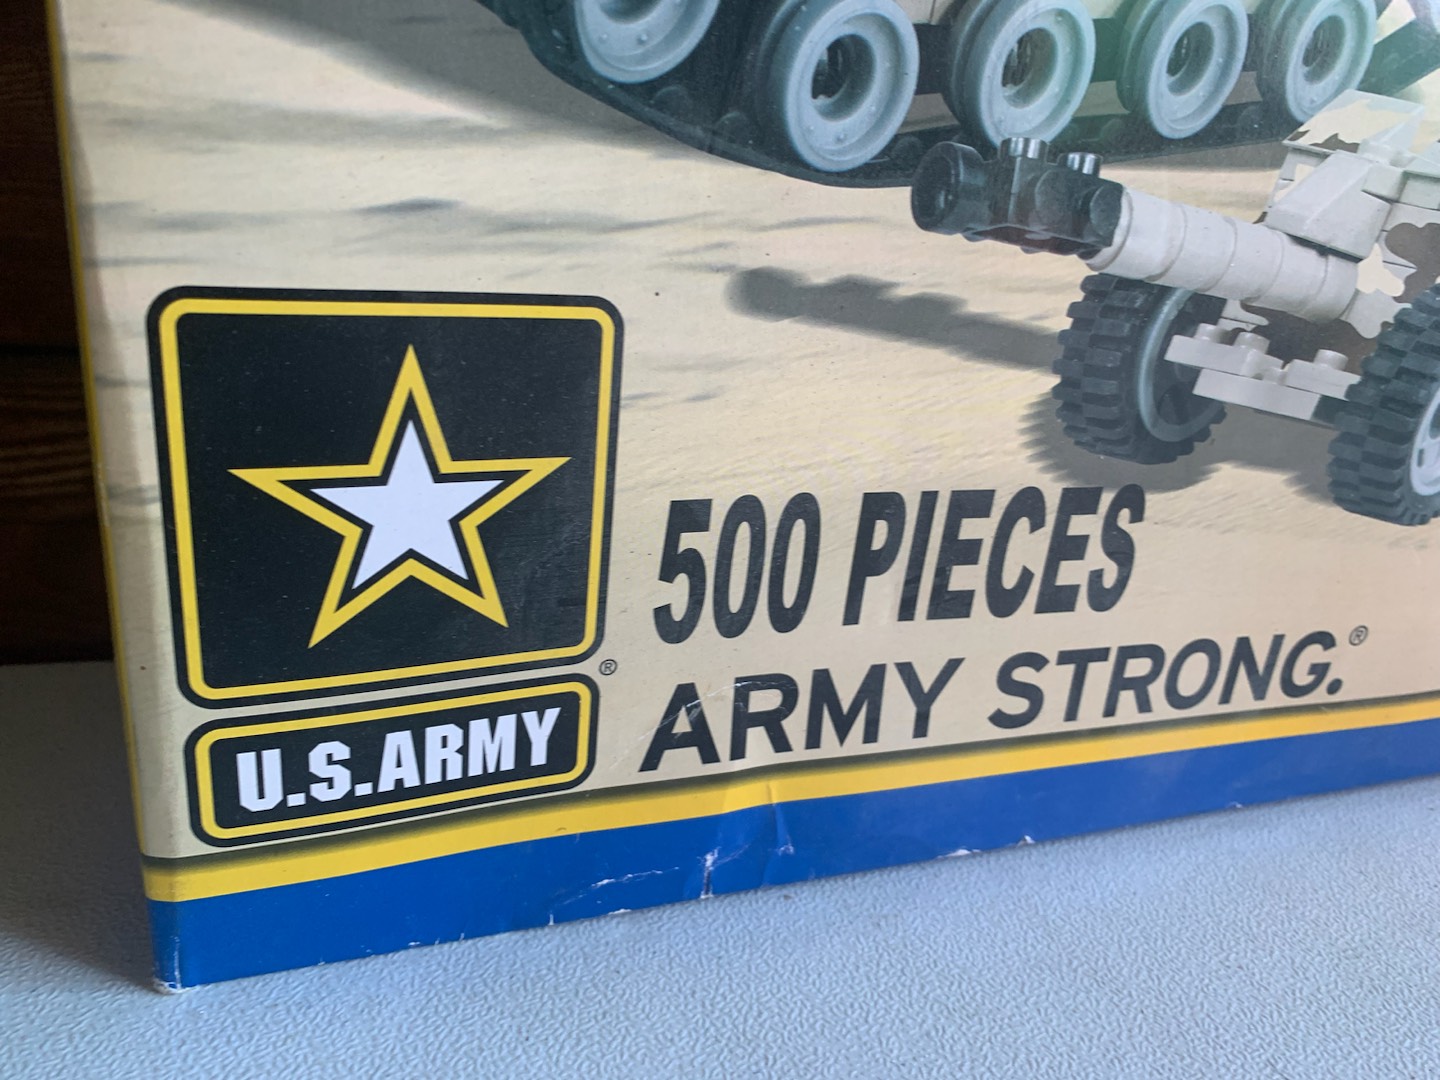 500 PIECES
ARMY STRONG.®
®
U.S.ARMY